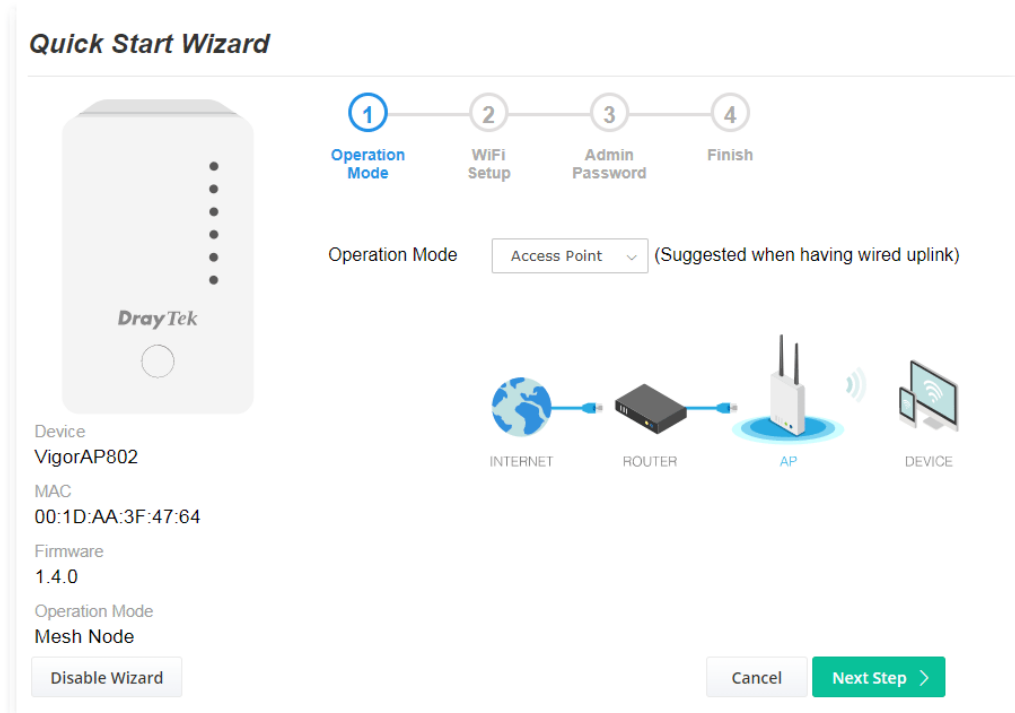 Quick Start Wizard
1 2 3 4
Operation Mode
WiFi Setup
Admin Password
Finish
Operation Mode Access Point (Suggested when having wired uplink)
DrayTek
INTERNET ROUTER AP DEVICE
Device
VigorAP802
MAC
00:1D:AA:3F:47:64
Firmware
1.4.0
Operation Mode
Mesh Node
Disable Wizard Cancel Next Step